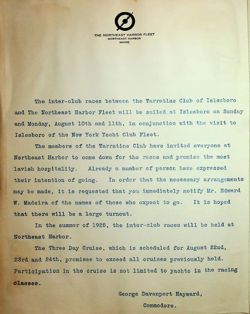 THE NORTHEAST HARBOR FLEET
NORTHEAST HARBOR
MAINE
The inter-club races between the Tarratine Club of Islesboro
and The Northeast Harbor Fleet will be sailed at Islesboro on Sunday
and Monday, August 10th and 11th, in conjunction with the visit to
Islesboro of the New York Yacht Club Fleet.
The members of the Tarratine Club have invited everyone at
Northeast Harbor to come down for the races and promise the most
lavish hospitality. Already a number of persons have expressed
their intention of going. In order that the necessary arrangements
may be made, it is requested that you immediately notify Mr. Edward
W. Madeira of the names of those who expect to go. It is hoped
that there will be a large turnout.
In the summer of 1925, the inter-club races will be held at
Northeast Harbor.
The Three Day Cruise, which is scheduled for August 22nd,
23rd and 24th, promises to exceed all cruises previously held.
Participation in the cruise is not limited to yachts in the racing
classes.
George Davenport Hayward,
Commodore.